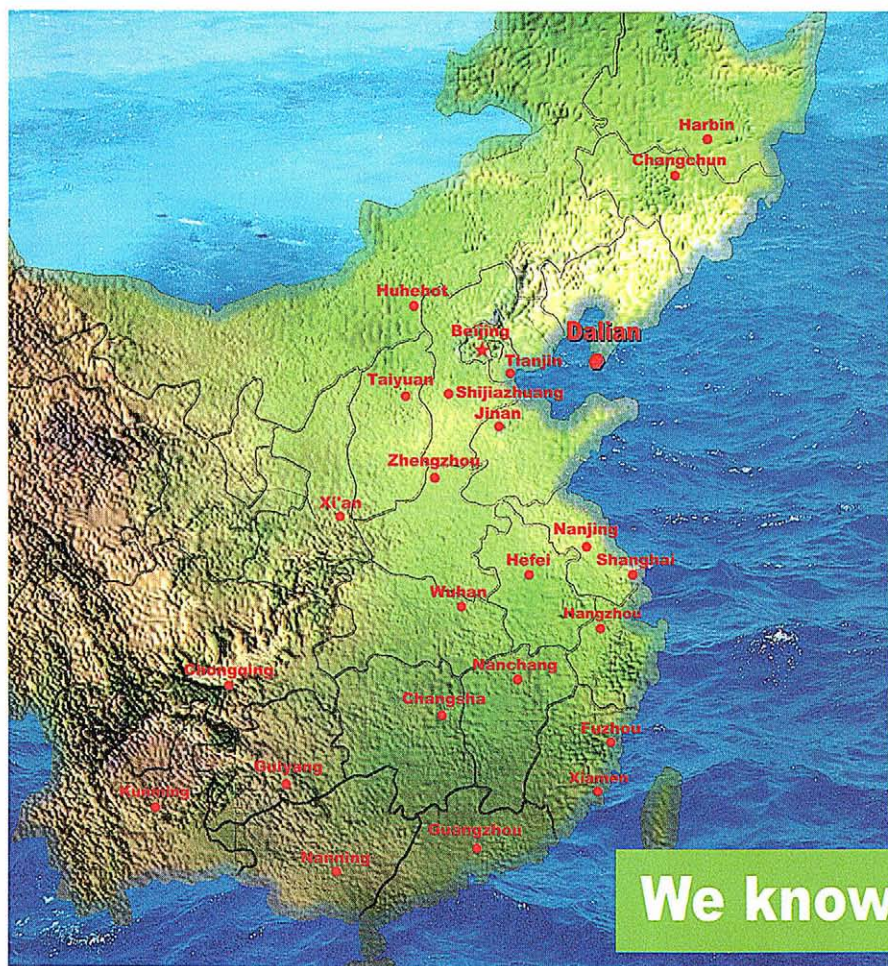 Harbin
Changchun
Huhehot
Beijing
Dalian
Tianjin
Taiyuan
Shijiazhuang
Jinan
Zhengzhou
Xi'an
Nanjing
Hefei
Shanghai
Wuhan
Hangzhou
Chongqing
Nanchang
Changsha
Fuzhou
Guiyang
Xiamen
Kunming
Guangzhou
Nanning
We know